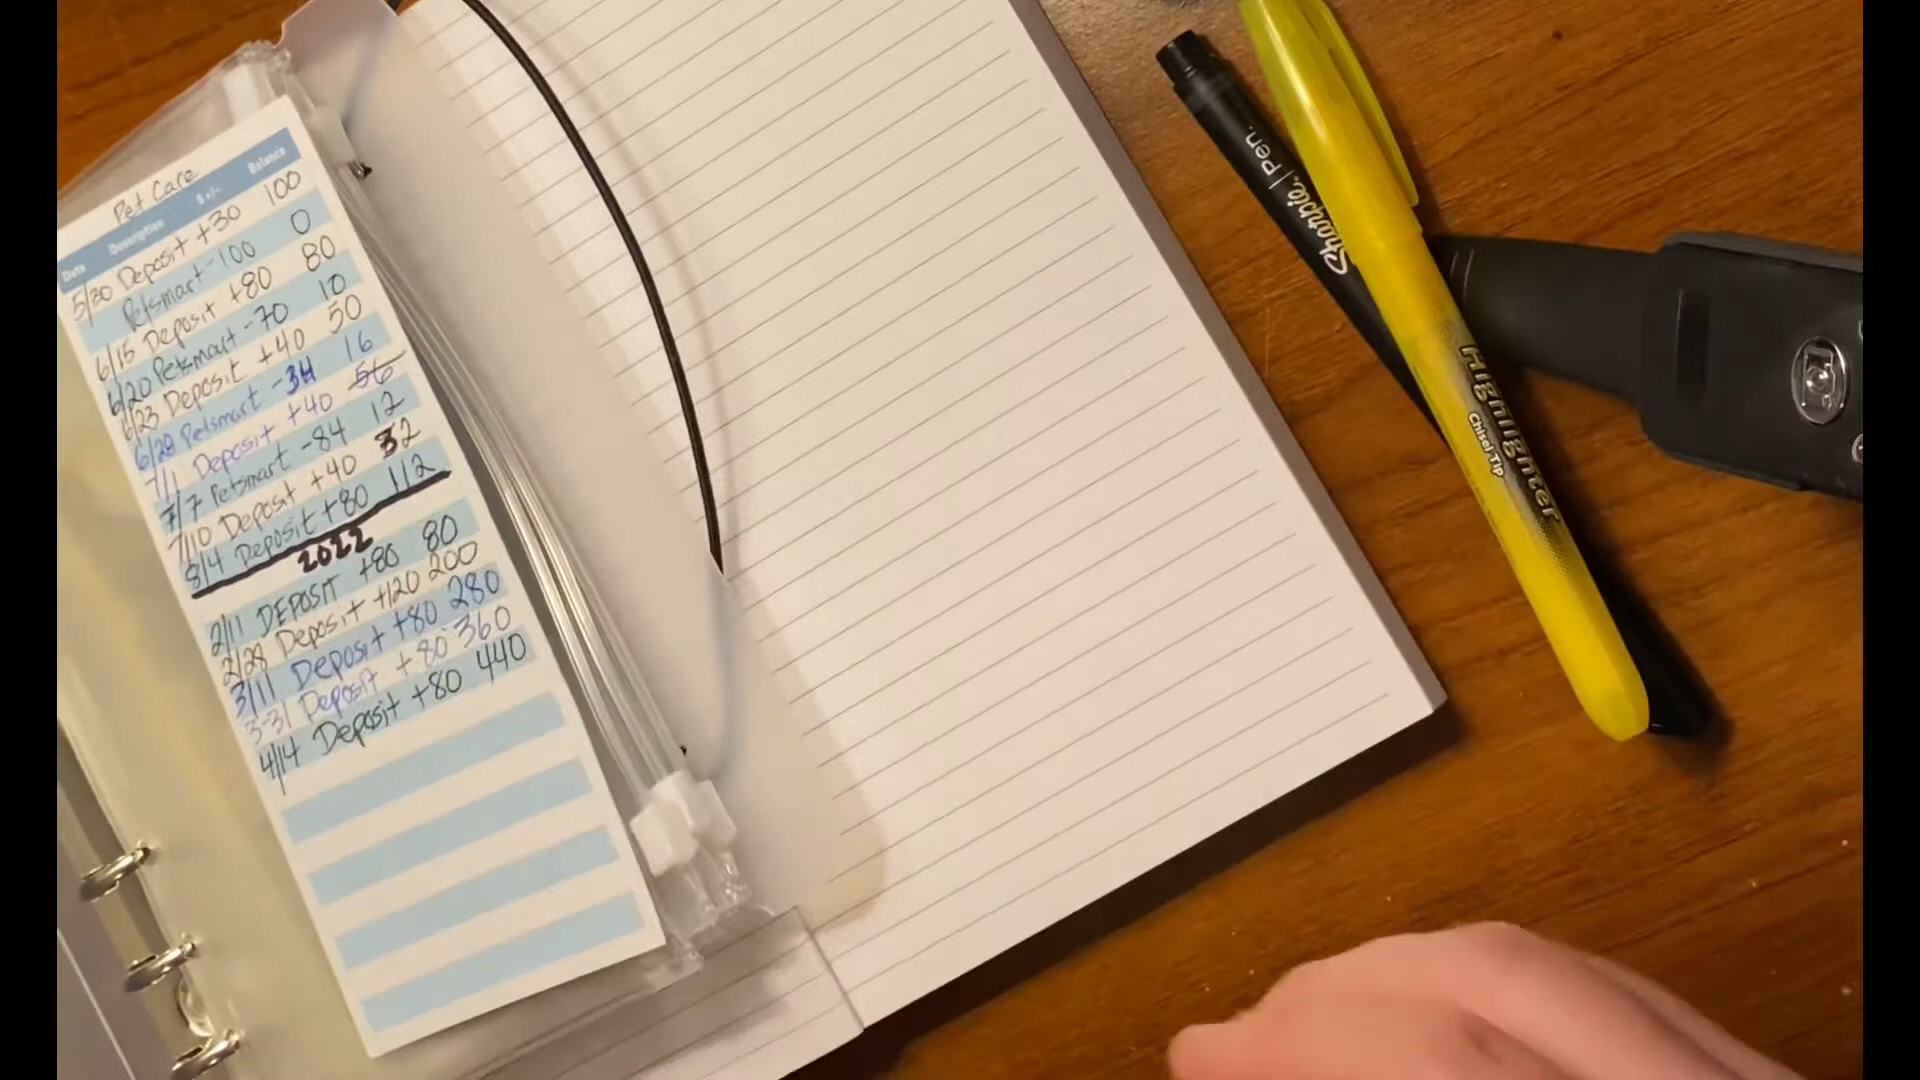 Pet Care
Date Description $ +/- Balance
5/30 Deposit +30 100
Petsmart -100 0
6/15 Deposit +80 80
6/20 Petsmart -70 10
6/23 Deposit +40 50
6/28 Petsmart -34 16
7/1 Deposit +40 56
7/7 Petsmart -84 12
7/10 Deposit +40 32
8/4 Deposit +80 112
2022
2/11 DEPOSIT +80 80
2/28 Deposit +120 200
3/11 Deposit +80 280
3-31 Deposit +80 360
4/14 Deposit +80 440
Sharpie. | Pen.
Highlighter
Chisel Tip